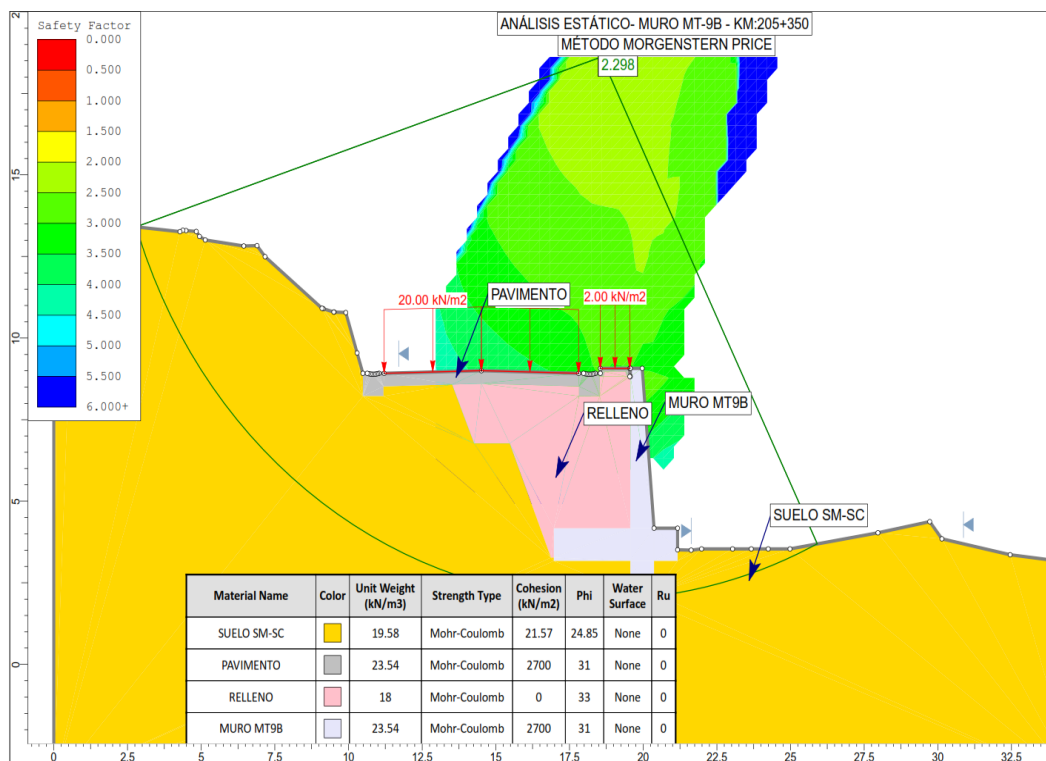 Safety Factor
0.000
0.500
1.000
1.500
2.000
2.500
3.000
3.500
4.000
4.500
5.000
5.500
6.000+
ANÁLISIS ESTÁTICO- MURO MT-9B - KM:205+350
MÉTODO MORGENSTERN PRICE
2.298
20.00 kN/m2
PAVIMENTO
2.00 kN/m2
RELLENO
MURO MT9B
SUELO SM-SC
Material Name Color Unit Weight (kN/m3) Strength Type Cohesion (kN/m2) Phi Water Surface Ru
SUELO SM-SC 19.58 Mohr-Coulomb 21.57 24.85 None 0
PAVIMENTO 23.54 Mohr-Coulomb 2700 31 None 0
RELLENO 18 Mohr-Coulomb 0 33 None 0
MURO MT9B 23.54 Mohr-Coulomb 2700 31 None 0
2
15
10
5
0
0 2.5 5 7.5 10 12.5 15 17.5 20 22.5 25 27.5 30 32.5